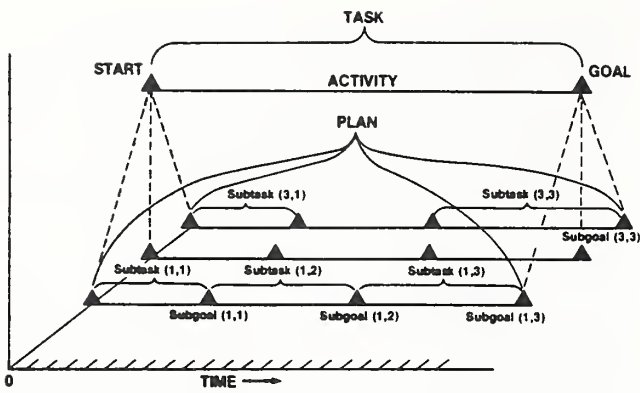 TASK
START
GOAL
ACTIVITY
PLAN
Subtask (3,1)
Subtask (3,3)
Subgoal (3,3)
Subtask (1,1)
Subtask (1,2)
Subtask (1,3)
Subgoal (1,1)
Subgoal (1,2)
Subgoal (1,3)
0
TIME